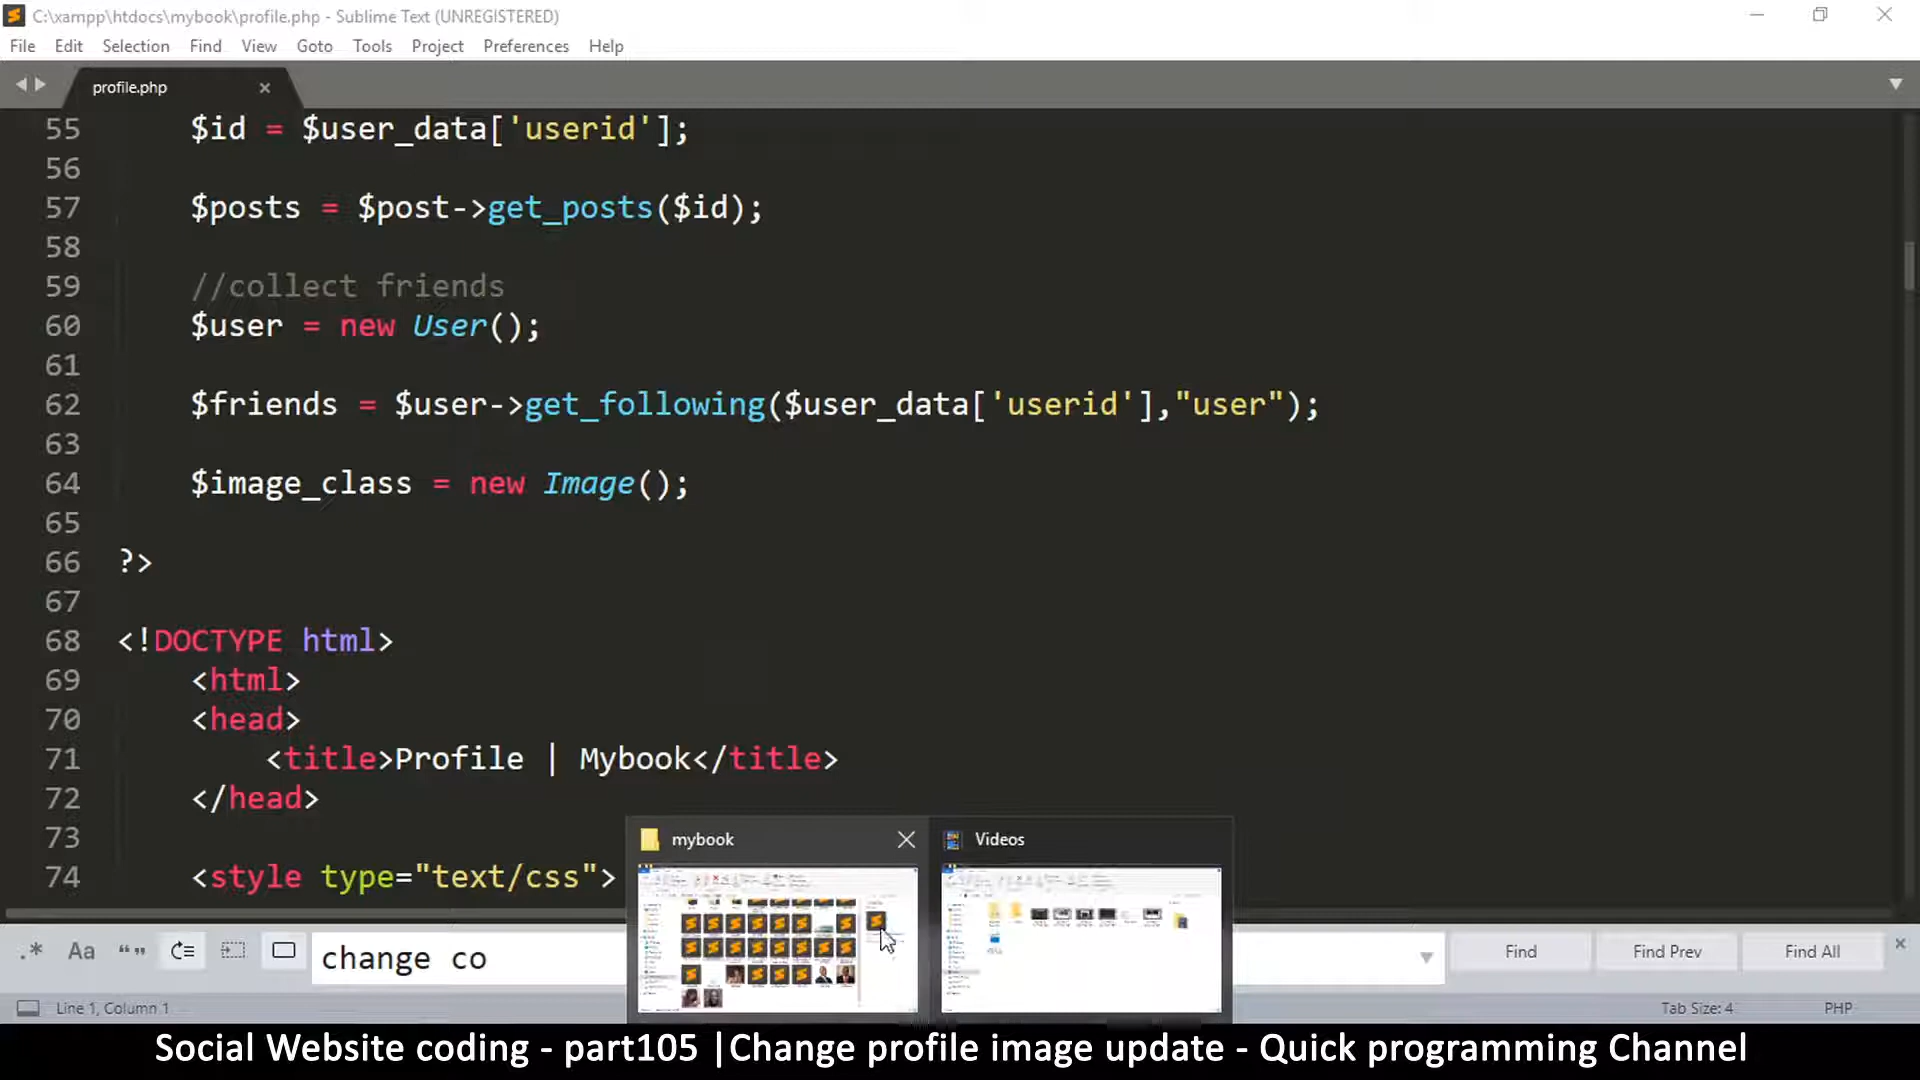 C:\xampp\htdocs\mybook\profile.php - Sublime Text (UNREGISTERED)
File Edit Selection Find View Goto Tools Project Preferences Help
profile.php
55 $id = $user_data['userid'];
56
57 $posts = $post->get_posts($id);
58
59 //collect friends
60 $user = new User();
61
62 $friends = $user->get_following($user_data['userid'],"user");
63
64 $image_class = new Image();
65
66 ?>
67
68 <!DOCTYPE html>
69 <html>
70 <head>
71 <title>Profile | Mybook</title>
72 </head>
73
74 <style type="text/css">
mybook
Videos
.* Aa “ ”
change co
Find Find Prev Find All
Line 1, Column 1
Tab Size: 4 PHP
Social Website coding - part105 |Change profile image update - Quick programming Channel